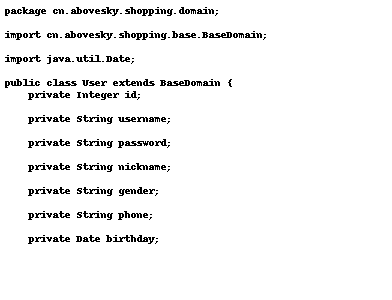 package cn.abovesky.shopping.domain;
import cn.abovesky.shopping.base.BaseDomain;
import java.util.Date;
public class User extends BaseDomain {
private Integer id;
private String username;
private String password;
private String nickname;
private String gender;
private String phone;
private Date birthday;